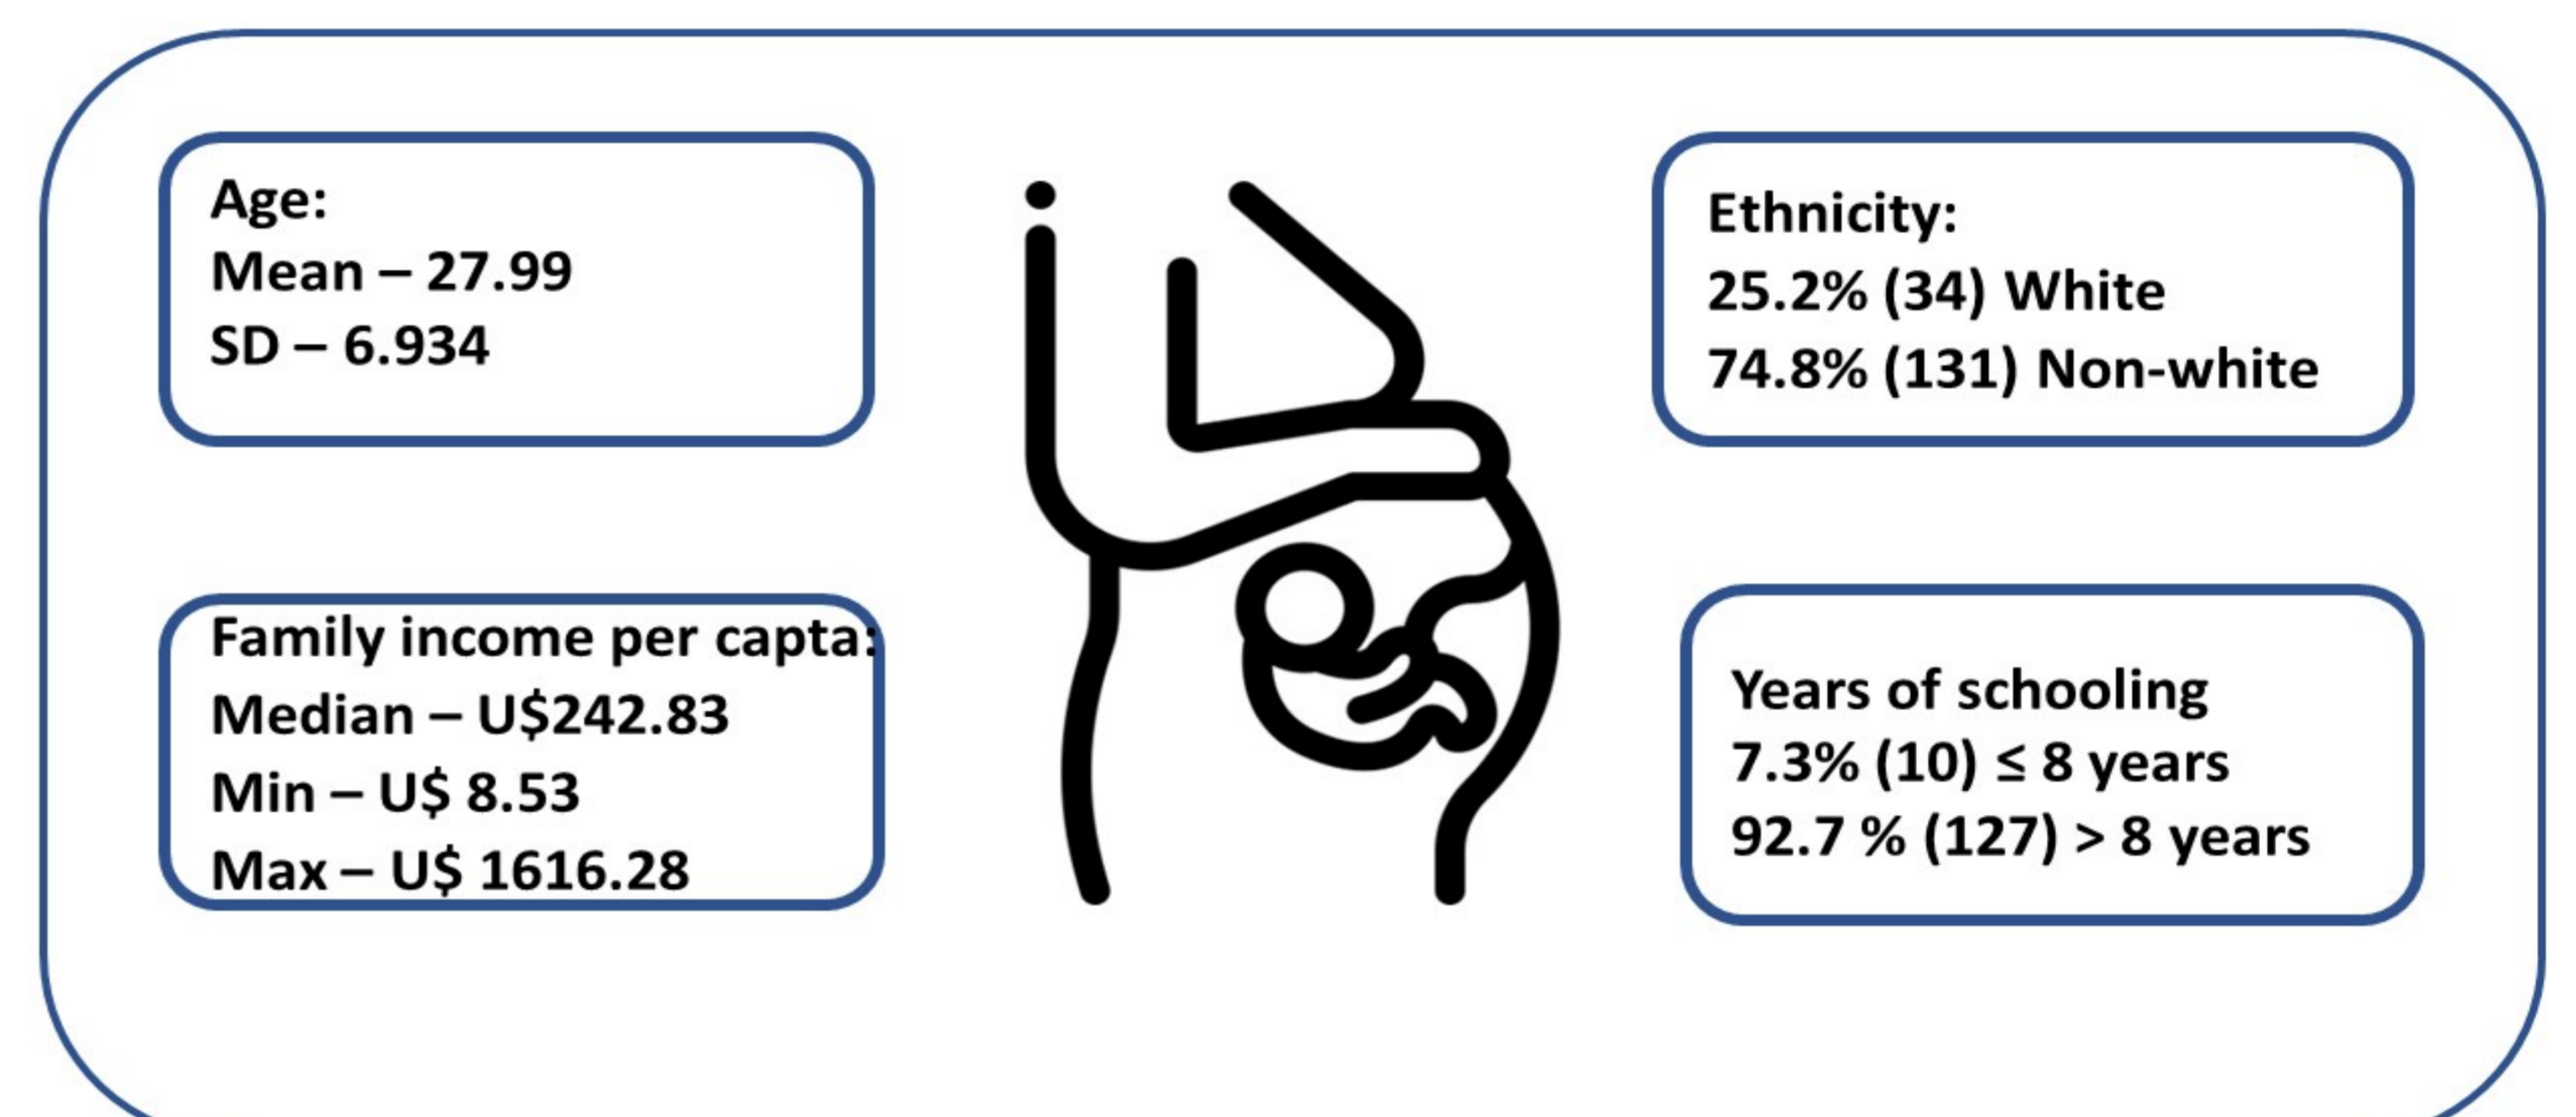 Age:
Mean – 27.99
SD – 6.934
Family income per capta:
Median – U$242.83
Min – U$ 8.53
Max – U$ 1616.28
Ethnicity:
25.2% (34) White
74.8% (131) Non-white
Years of schooling
7.3% (10) ≤ 8 years
92.7 % (127) > 8 years